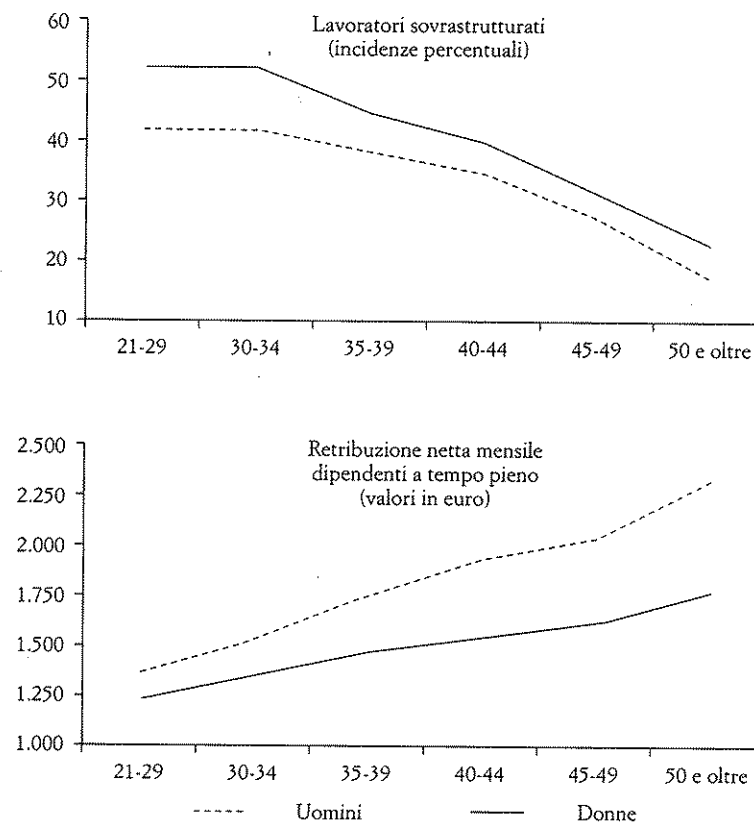 Lavoratori sovrastrutturati
(incidenze percentuali)
60
50
40
30
20
10
21-29 30-34 35-39 40-44 45-49 50 e oltre
Retribuzione netta mensile
dipendenti a tempo pieno
(valori in euro)
2.500
2.250
2.000
1.750
1.500
1.250
1.000
21-29 30-34 35-39 40-44 45-49 50 e oltre
Uomini Donne